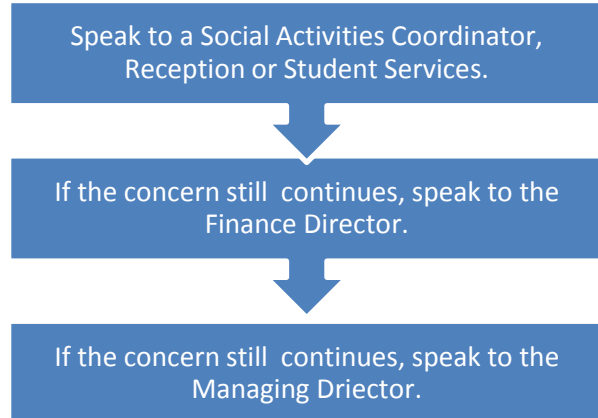 Speak to a Social Activities Coordinator,
Reception or Student Services.
If the concern still continues, speak to the
Finance Director.
If the concern still continues, speak to the
Managing Driector.